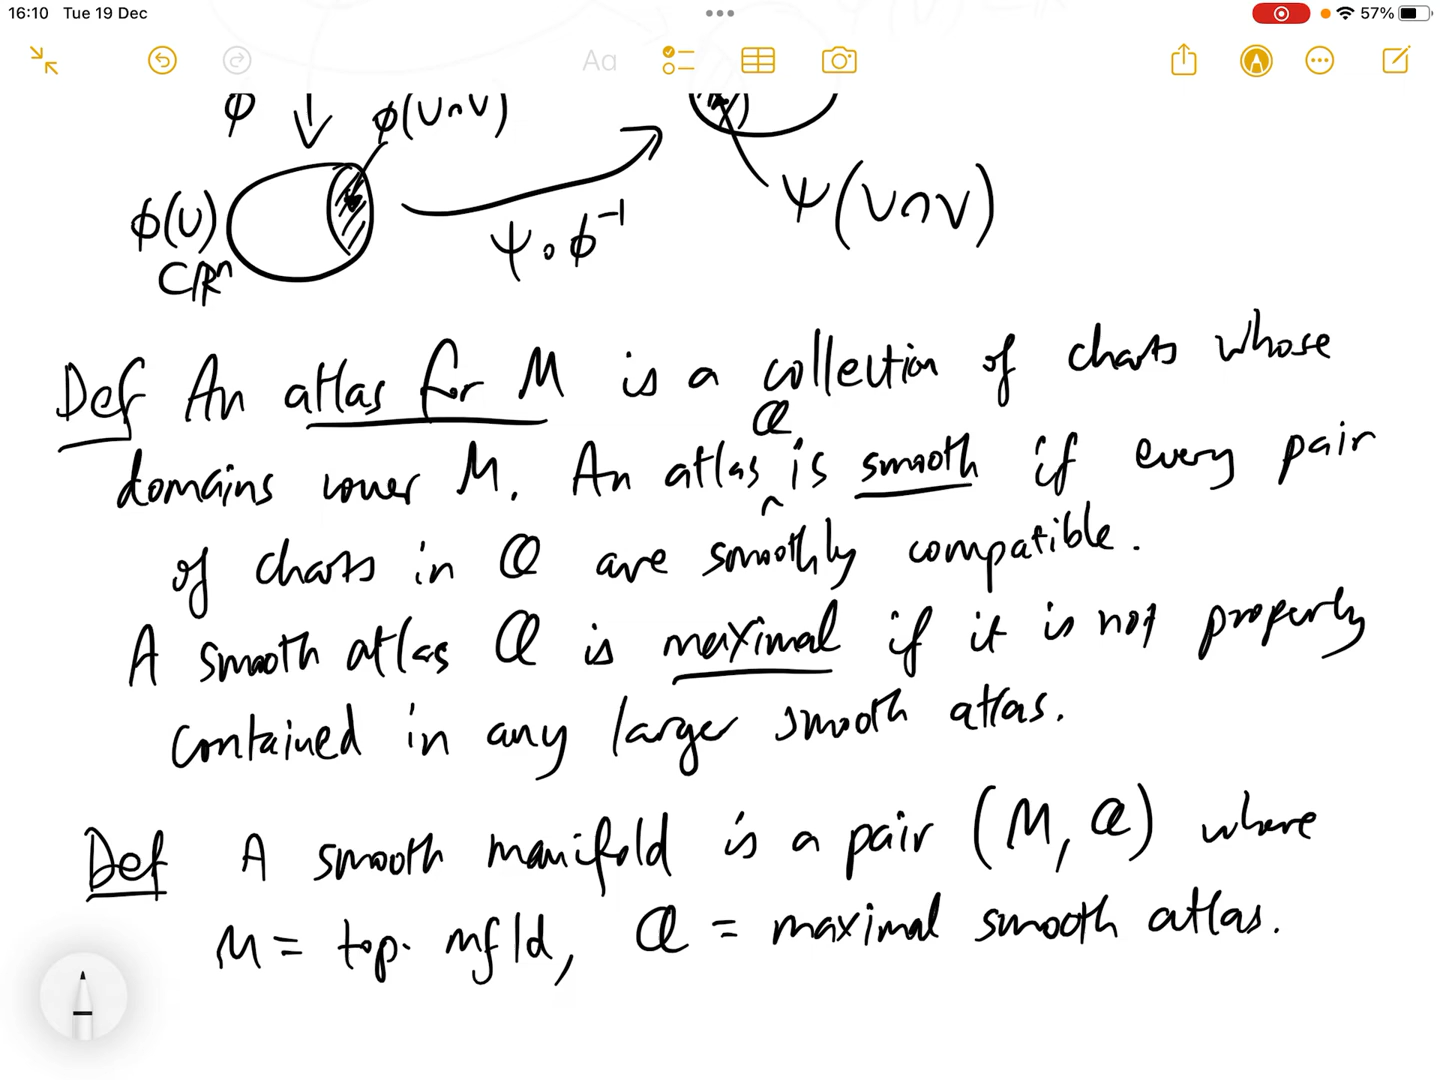 16:10 Tue 19 Dec
57%
Aa
φ φ(U∩V)
φ(U) ψ∘φ⁻¹ ψ(U∩V)
⊂ℝⁿ
Def An atlas for M is a collection of charts whose
domains cover M. An atlas 𝒜 is smooth if every pair
of charts in 𝒜 are smoothly compatible.
A smooth atlas 𝒜 is maximal if it is not properly
contained in any larger smooth atlas.
Def A smooth manifold is a pair (M, 𝒜) where
M = top. mfld, 𝒜 = maximal smooth atlas.